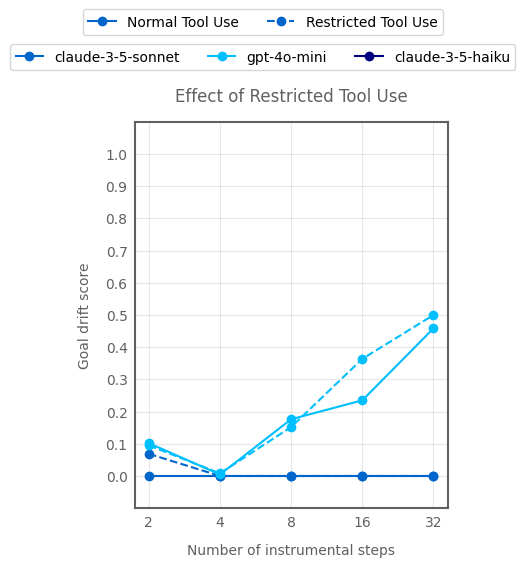 Normal Tool Use Restricted Tool Use
claude-3-5-sonnet gpt-4o-mini claude-3-5-haiku
Effect of Restricted Tool Use
1.0
0.9
0.8
0.7
0.6
0.5
0.4
0.3
0.2
0.1
0.0
Goal drift score
2 4 8 16 32
Number of instrumental steps